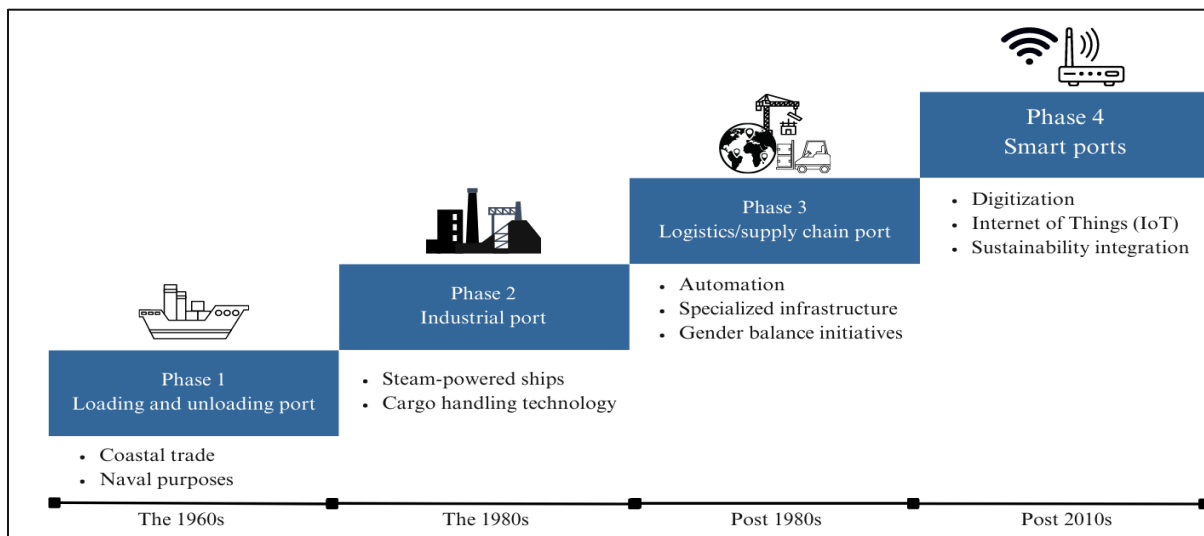 Phase 1
Loading and unloading port
• Coastal trade
• Naval purposes
Phase 2
Industrial port
• Steam-powered ships
• Cargo handling technology
Phase 3
Logistics/supply chain port
• Automation
• Specialized infrastructure
• Gender balance initiatives
Phase 4
Smart ports
• Digitization
• Internet of Things (IoT)
• Sustainability integration
The 1960s
The 1980s
Post 1980s
Post 2010s